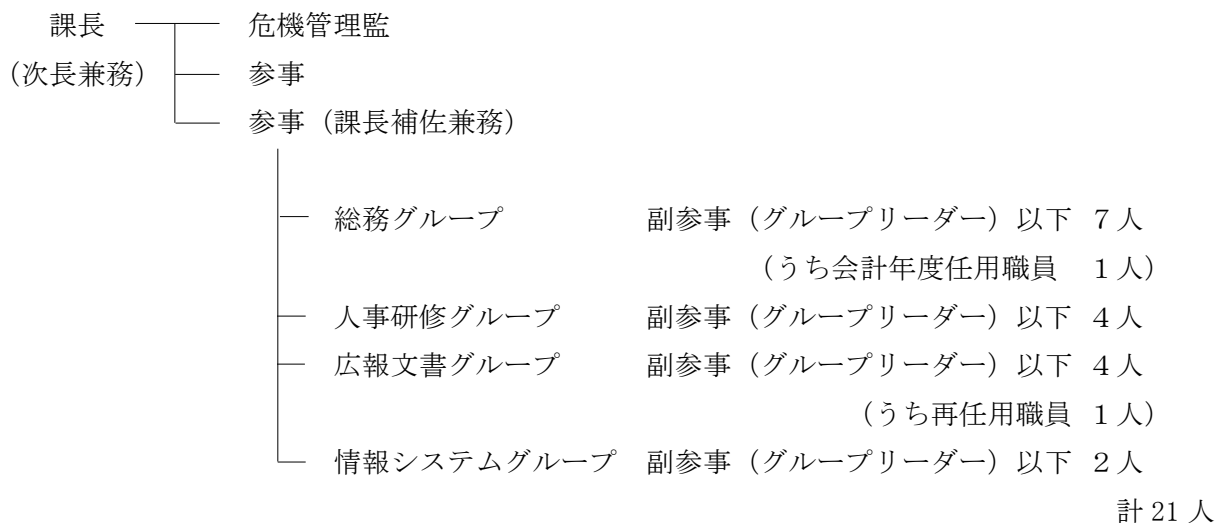 課長 危機管理監
(次長兼務) 参事
参事(課長補佐兼務)
総務グループ 副参事(グループリーダー)以下 7人
(うち会計年度任用職員 1人)
人事研修グループ 副参事(グループリーダー)以下 4人
広報文書グループ 副参事(グループリーダー)以下 4人
(うち再任用職員 1人)
情報システムグループ 副参事(グループリーダー)以下 2人
計 21 人